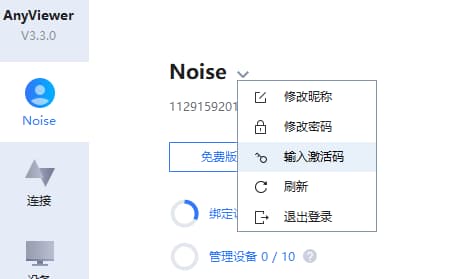 AnyViewer
V3.3.0
Noise
Noise
1129159201
修改昵称
修改密码
免费版
输入激活码
刷新
连接
绑定
退出登录
管理设备 0 / 10
设备